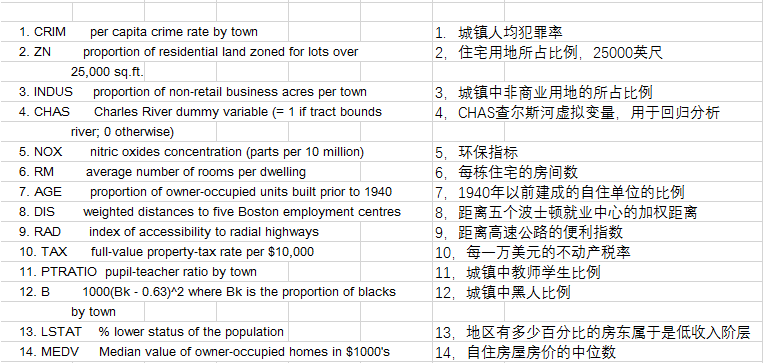 1. CRIM per capita crime rate by town 1. 城镇人均犯罪率
2. ZN proportion of residential land zoned for lots over 2, 住宅用地所占比例, 25000英尺
25,000 sq.ft.
3. INDUS proportion of non-retail business acres per town 3, 城镇中非商业用地的所占比例
4. CHAS Charles River dummy variable (= 1 if tract bounds 4, CHAS查尔斯河虚拟变量, 用于回归分析
river; 0 otherwise)
5. NOX nitric oxides concentration (parts per 10 million) 5, 环保指标
6. RM average number of rooms per dwelling 6, 每栋住宅的房间数
7. AGE proportion of owner-occupied units built prior to 1940 7, 1940年以前建成的自住单位的比例
8. DIS weighted distances to five Boston employment centres 8, 距离五个波士顿就业中心的加权距离
9. RAD index of accessibility to radial highways 9, 距离高速公路的便利指数
10. TAX full-value property-tax rate per $10,000 10, 每一万美元的不动产税率
11. PTRATIO pupil-teacher ratio by town 11, 城镇中教师学生比例
12. B 1000(Bk - 0.63)^2 where Bk is the proportion of blacks 12, 城镇中黑人比例
by town
13. LSTAT % lower status of the population 13, 地区有多少百分比的房东属于是低收入阶层
14. MEDV Median value of owner-occupied homes in $1000's 14, 自住房屋房价的中位数